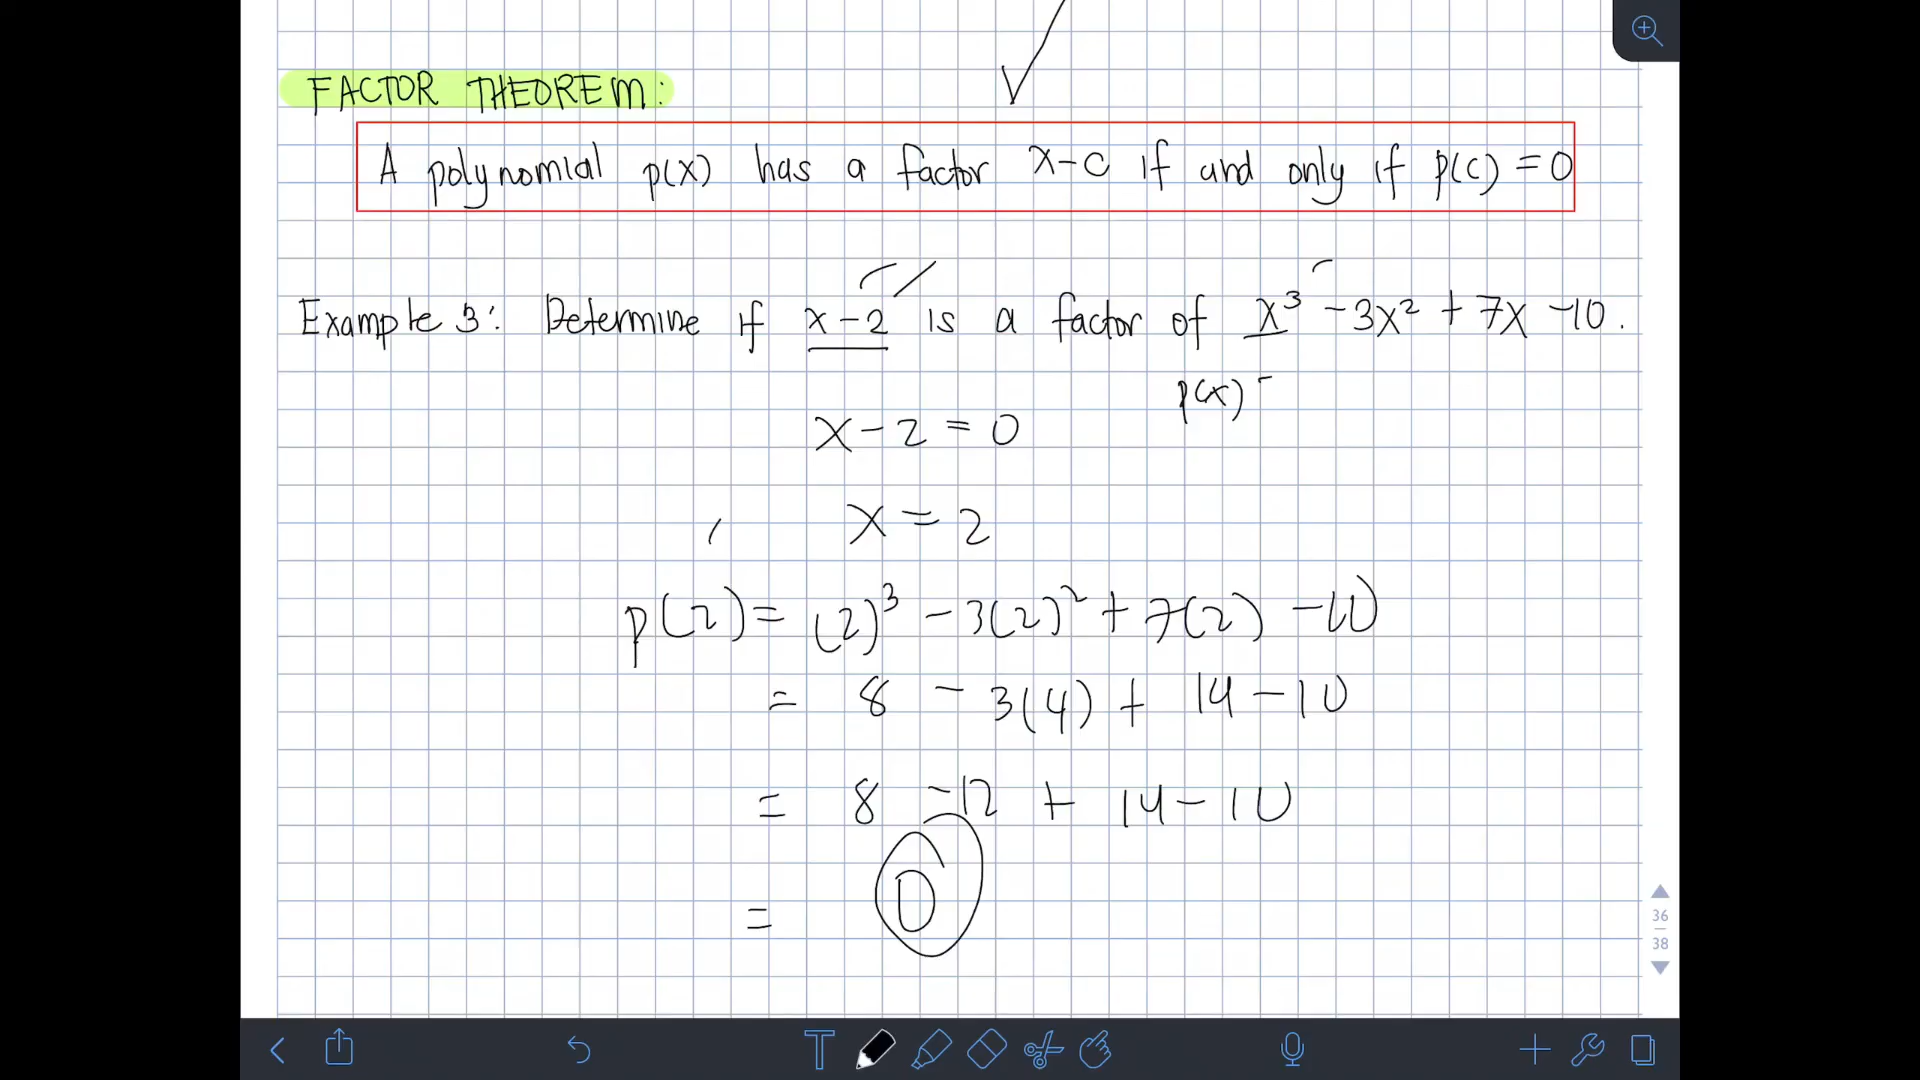 FACTOR THEOREM:
A polynomial p(x) has a factor x-c if and only if p(c) = 0
Example 3: Determine if x-2 is a factor of x³ - 3x² + 7x - 10.
p(x) -
x - 2 = 0
x = 2
p(2) = (2)³ - 3(2)² + 7(2) - 10
= 8 - 3(4) + 14 - 10
= 8 - 12 + 14 - 10
= 0
36
38
T